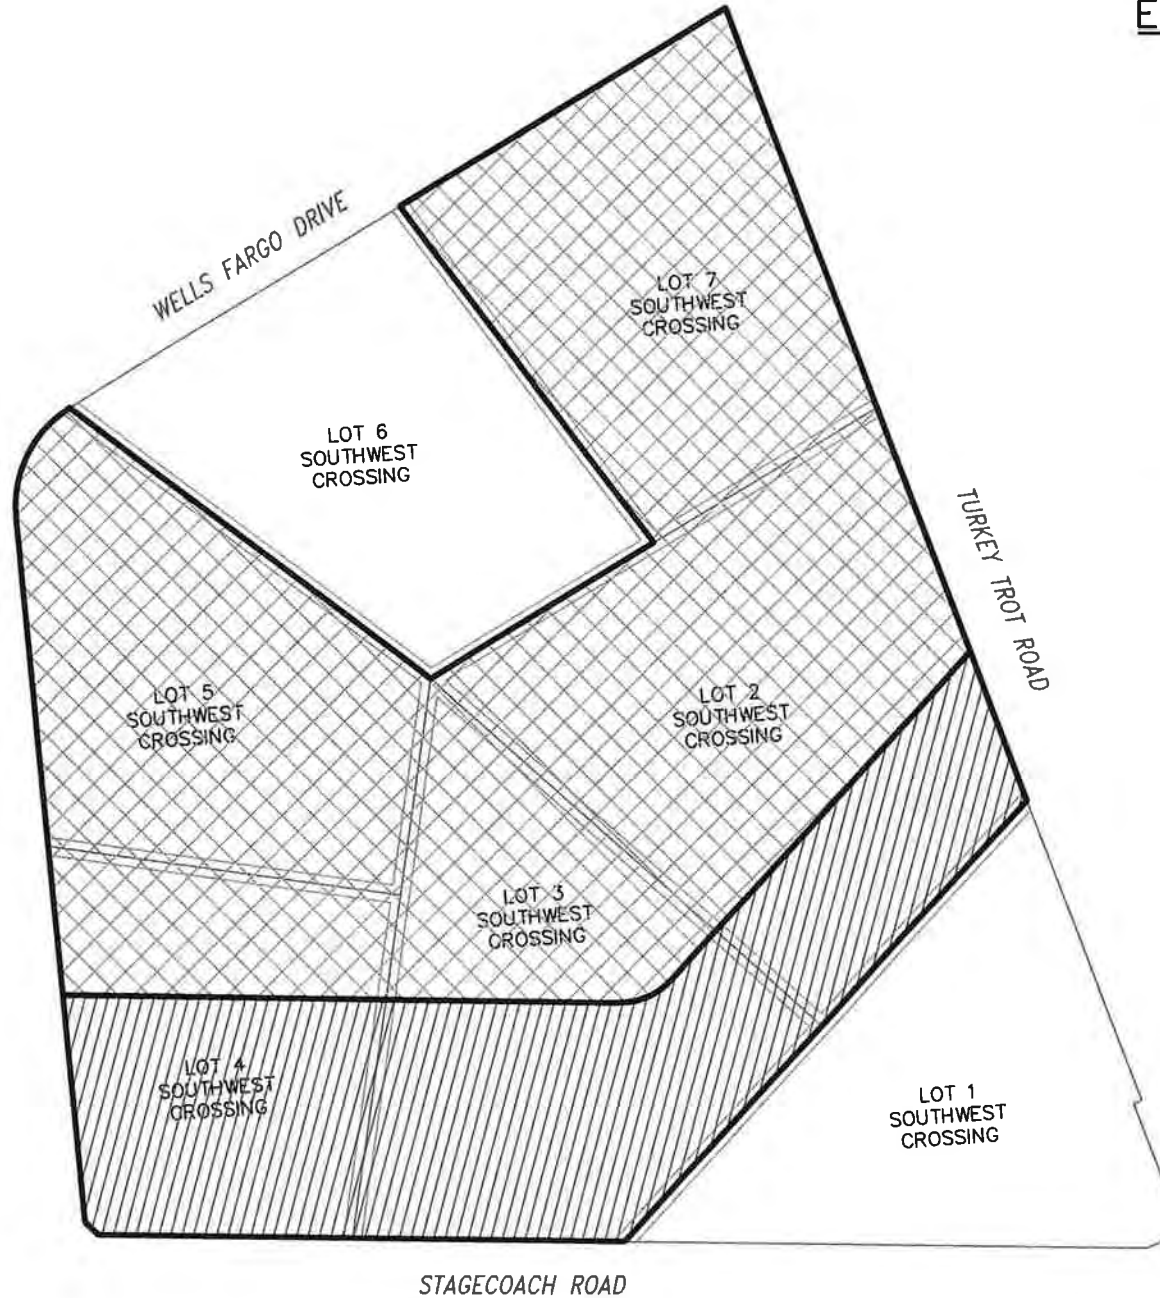 E
WELLS FARGO DRIVE
LOT 7
SOUTHWEST
CROSSING
LOT 6
SOUTHWEST
CROSSING
TURKEY TROT ROAD
LOT 5
SOUTHWEST
CROSSING
LOT 2
SOUTHWEST
CROSSING
LOT 3
SOUTHWEST
CROSSING
LOT 4
SOUTHWEST
CROSSING
LOT 1
SOUTHWEST
CROSSING
STAGECOACH ROAD